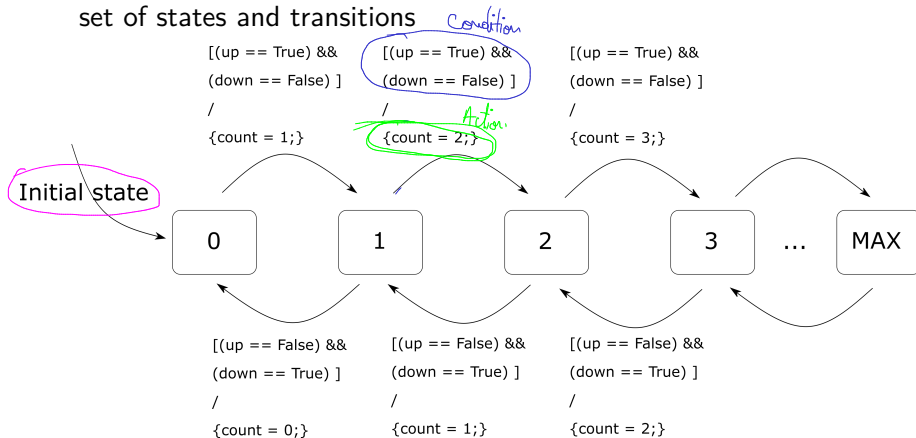 set of states and transitions
Condition
[(up == True) &&
(down == False) ]
/
{count = 1;}
[(up == True) &&
(down == False) ]
/
Action.
{count = 2;}
[(up == True) &&
(down == False) ]
/
{count = 3;}
Initial state
0
1
2
3
...
MAX
[(up == False) &&
(down == True) ]
/
{count = 0;}
[(up == False) &&
(down == True) ]
/
{count = 1;}
[(up == False) &&
(down == True) ]
/
{count = 2;}